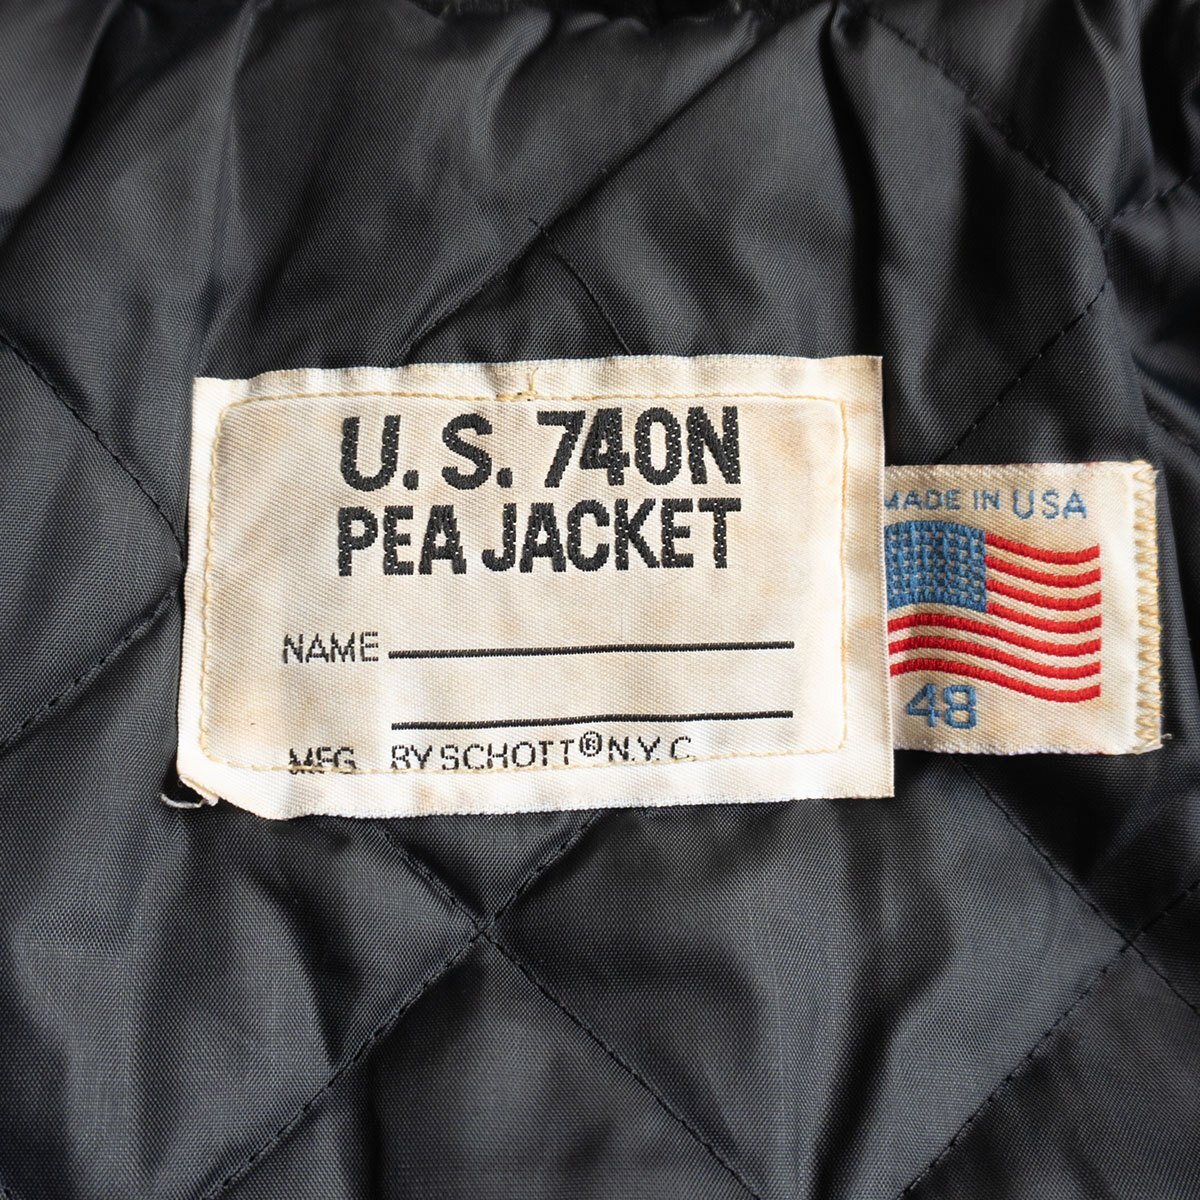 U.S. 740N
PEA JACKET
NAME
MFG. BY SCHOTT® N.Y.C.
MADE IN USA
48